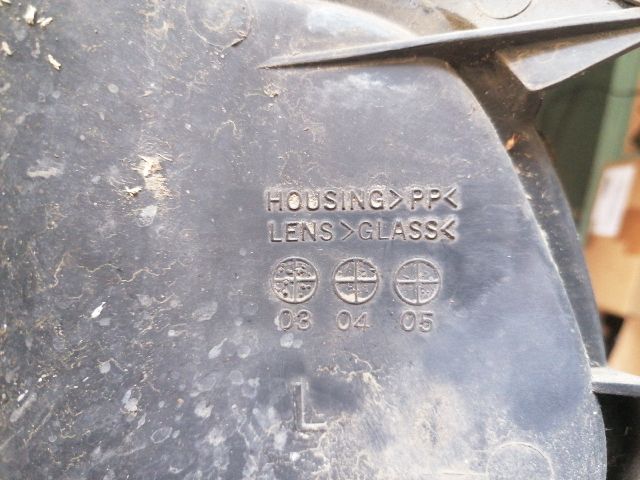 HOUSING>PP<
LENS>GLASS<
03 04 05
L